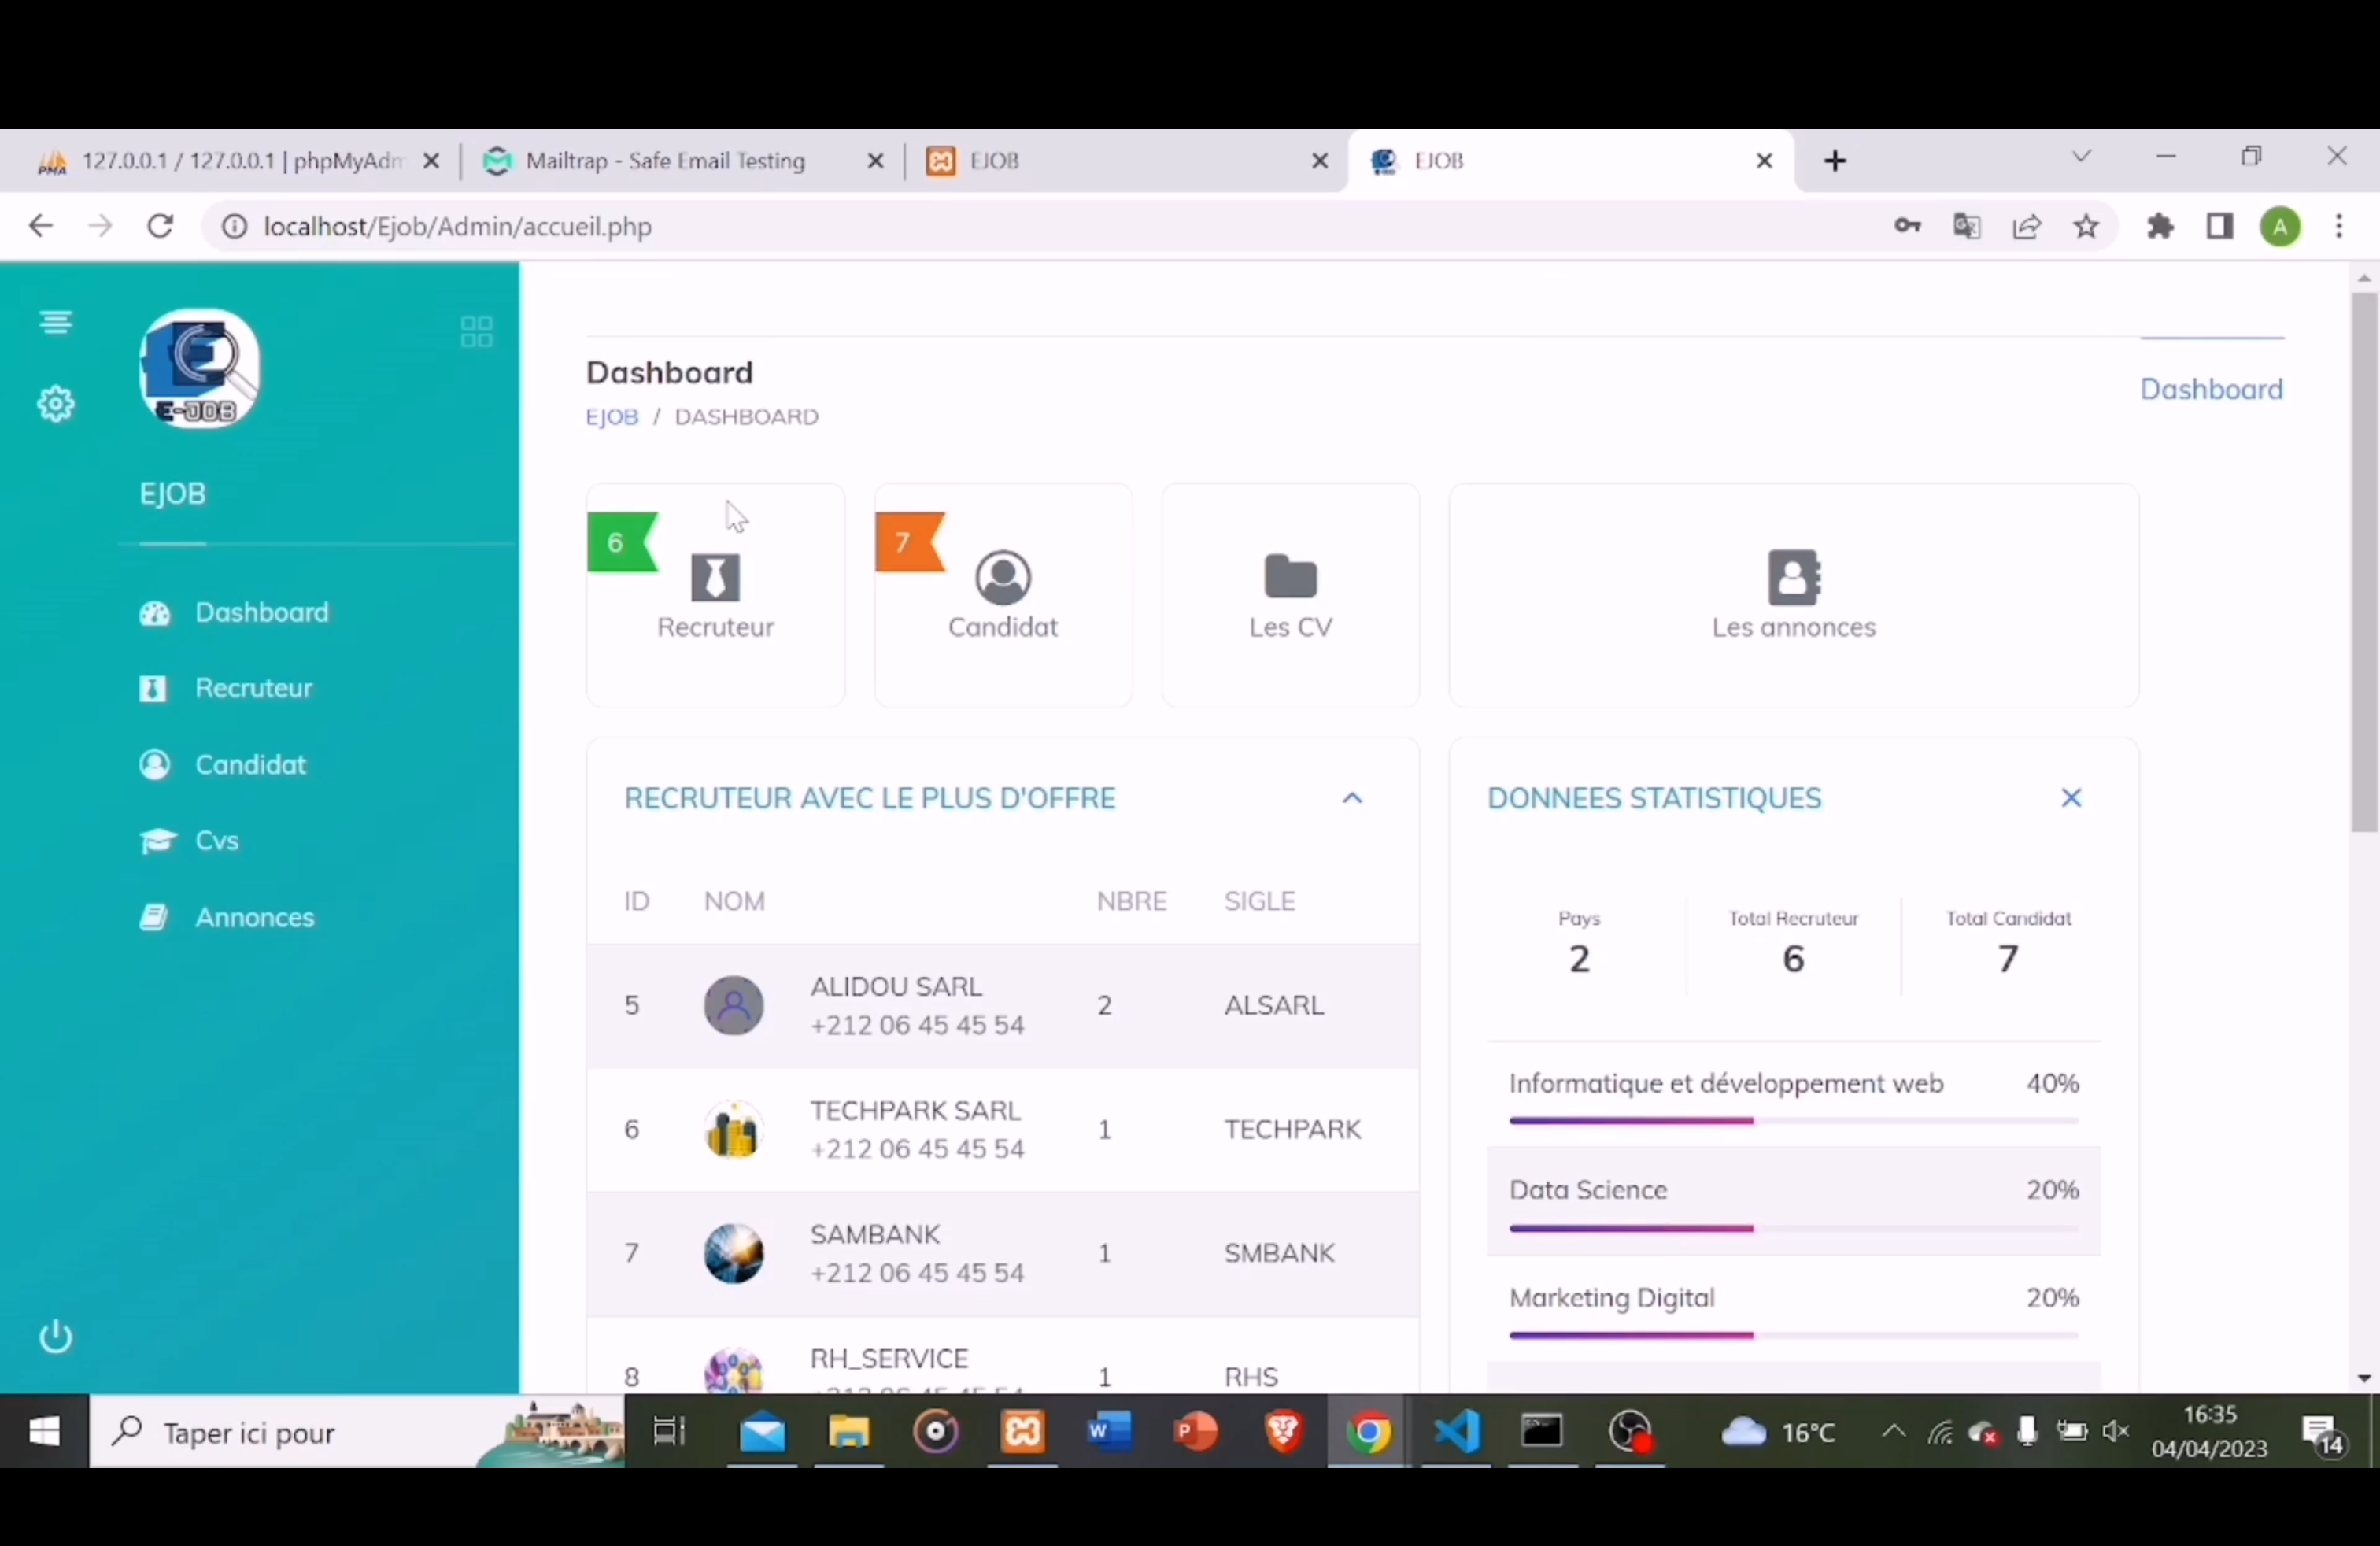 127.0.0.1 / 127.0.0.1 | phpMyAdm
Mailtrap - Safe Email Testing
EJOB
EJOB
localhost/Ejob/Admin/accueil.php
A
E-JOB
EJOB
Dashboard
Recruteur
Candidat
Cvs
Annonces
Dashboard
EJOB / DASHBOARD
Dashboard
6
Recruteur
7
Candidat
Les CV
Les annonces
RECRUTEUR AVEC LE PLUS D'OFFRE
ID NOM NBRE SIGLE
5 ALIDOU SARL 2 ALSARL
+212 06 45 45 54
6 TECHPARK SARL 1 TECHPARK
+212 06 45 45 54
7 SAMBANK 1 SMBANK
+212 06 45 45 54
8 RH_SERVICE 1 RHS
DONNEES STATISTIQUES
Pays Total Recruteur Total Candidat
2 6 7
Informatique et développement web 40%
Data Science 20%
Marketing Digital 20%
Taper ici pour
16°C
16:35
04/04/2023
14